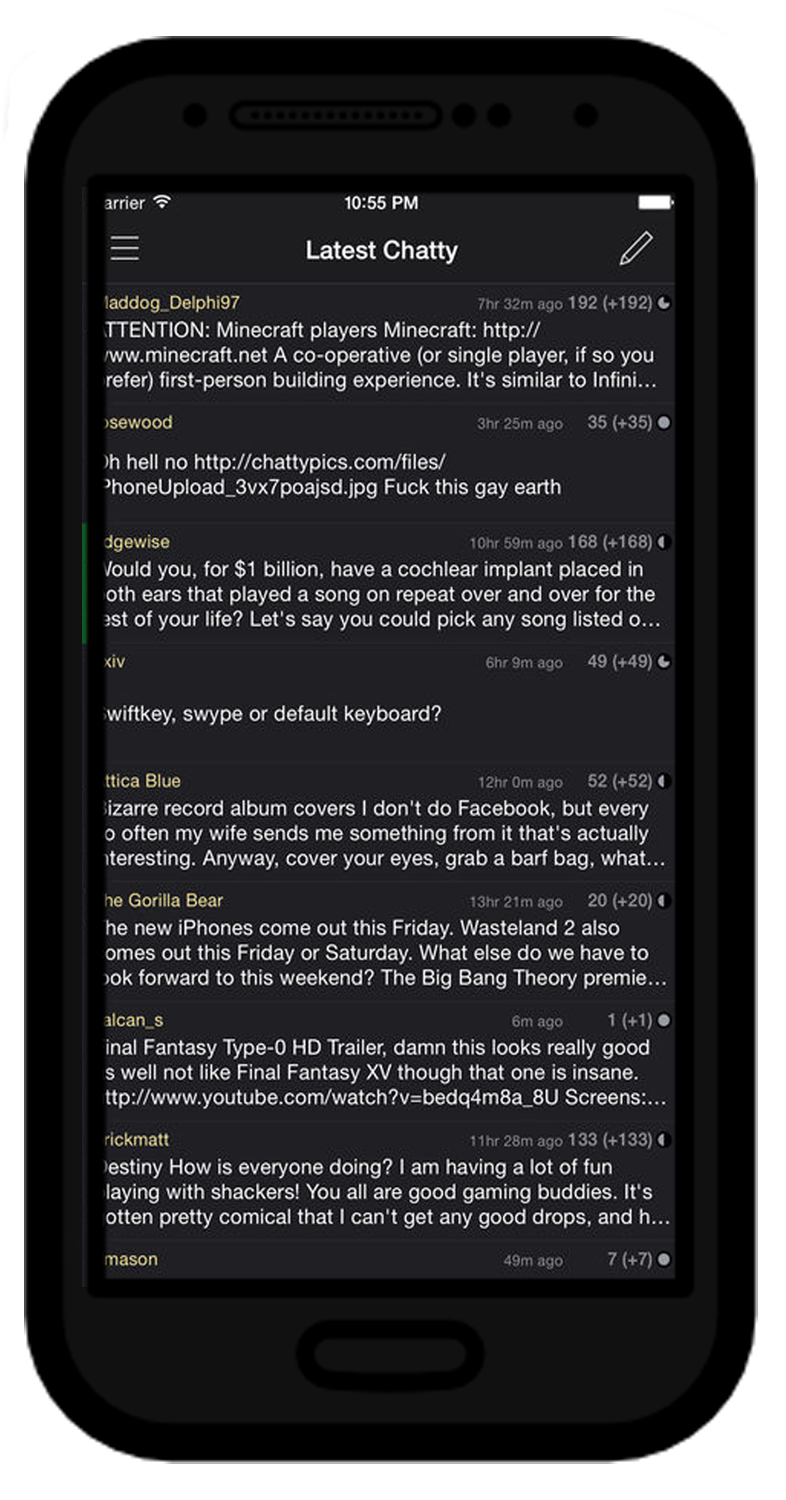 arrier 10:55 PM
Latest Chatty
addog_Delphi97 7hr 32m ago 192 (+192)
TTENTION: Minecraft players Minecraft: http://
ww.minecraft.net A co-operative (or single player, if so you
refer) first-person building experience. It's similar to Infini...
osewood 3hr 25m ago 35 (+35)
Oh hell no http://chattypics.com/files/
PhoneUpload_3vx7poajsd.jpg Fuck this gay earth
dgewise 10hr 59m ago 168 (+168)
Would you, for $1 billion, have a cochlear implant placed in
oth ears that played a song on repeat over and over for the
est of your life? Let's say you could pick any song listed o...
xiv 6hr 9m ago 49 (+49)
Swiftkey, swype or default keyboard?
ttica Blue 12hr 0m ago 52 (+52)
Bizarre record album covers I don't do Facebook, but every
o often my wife sends me something from it that's actually
nteresting. Anyway, cover your eyes, grab a barf bag, what...
he Gorilla Bear 13hr 21m ago 20 (+20)
The new iPhones come out this Friday. Wasteland 2 also
omes out this Friday or Saturday. What else do we have to
ook forward to this weekend? The Big Bang Theory premie...
alcan_s 6m ago 1 (+1)
inal Fantasy Type-0 HD Trailer, damn this looks really good
s well not like Final Fantasy XV though that one is insane.
ttp://www.youtube.com/watch?v=bedq4m8a_8U Screens:...
rickmatt 11hr 28m ago 133 (+133)
Destiny How is everyone doing? I am having a lot of fun
laying with shackers! You all are good gaming buddies. It's
otten pretty comical that I can't get any good drops, and h...
mason 49m ago 7 (+7)